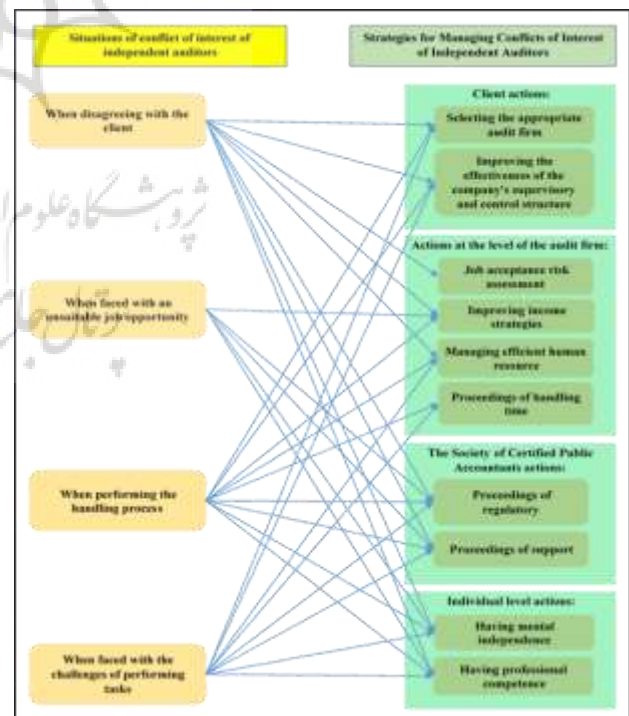 Situations of conflict of interest of
independent auditors
Strategies for Managing Conflicts of Interest
of Independent Auditors
When disagreeing with the
client
When faced with an
unsuitable job opportunity
When performing the
handling process
When faced with the
challenges of performing
tasks
Client actions:
Selecting the appropriate
audit firm
Improving the
effectiveness of the
company's supervisory
and control structure
Actions at the level of the audit firm:
Job acceptance risk
assessment
Improving income
strategies
Managing efficient human
resource
Proceedings of handling
time
The Society of Certified Public
Accountants actions:
Proceedings of
regulatory
Proceedings of support
Individual level actions:
Having mental
independence
Having professional
competence
پژوهشگاه علوم ا